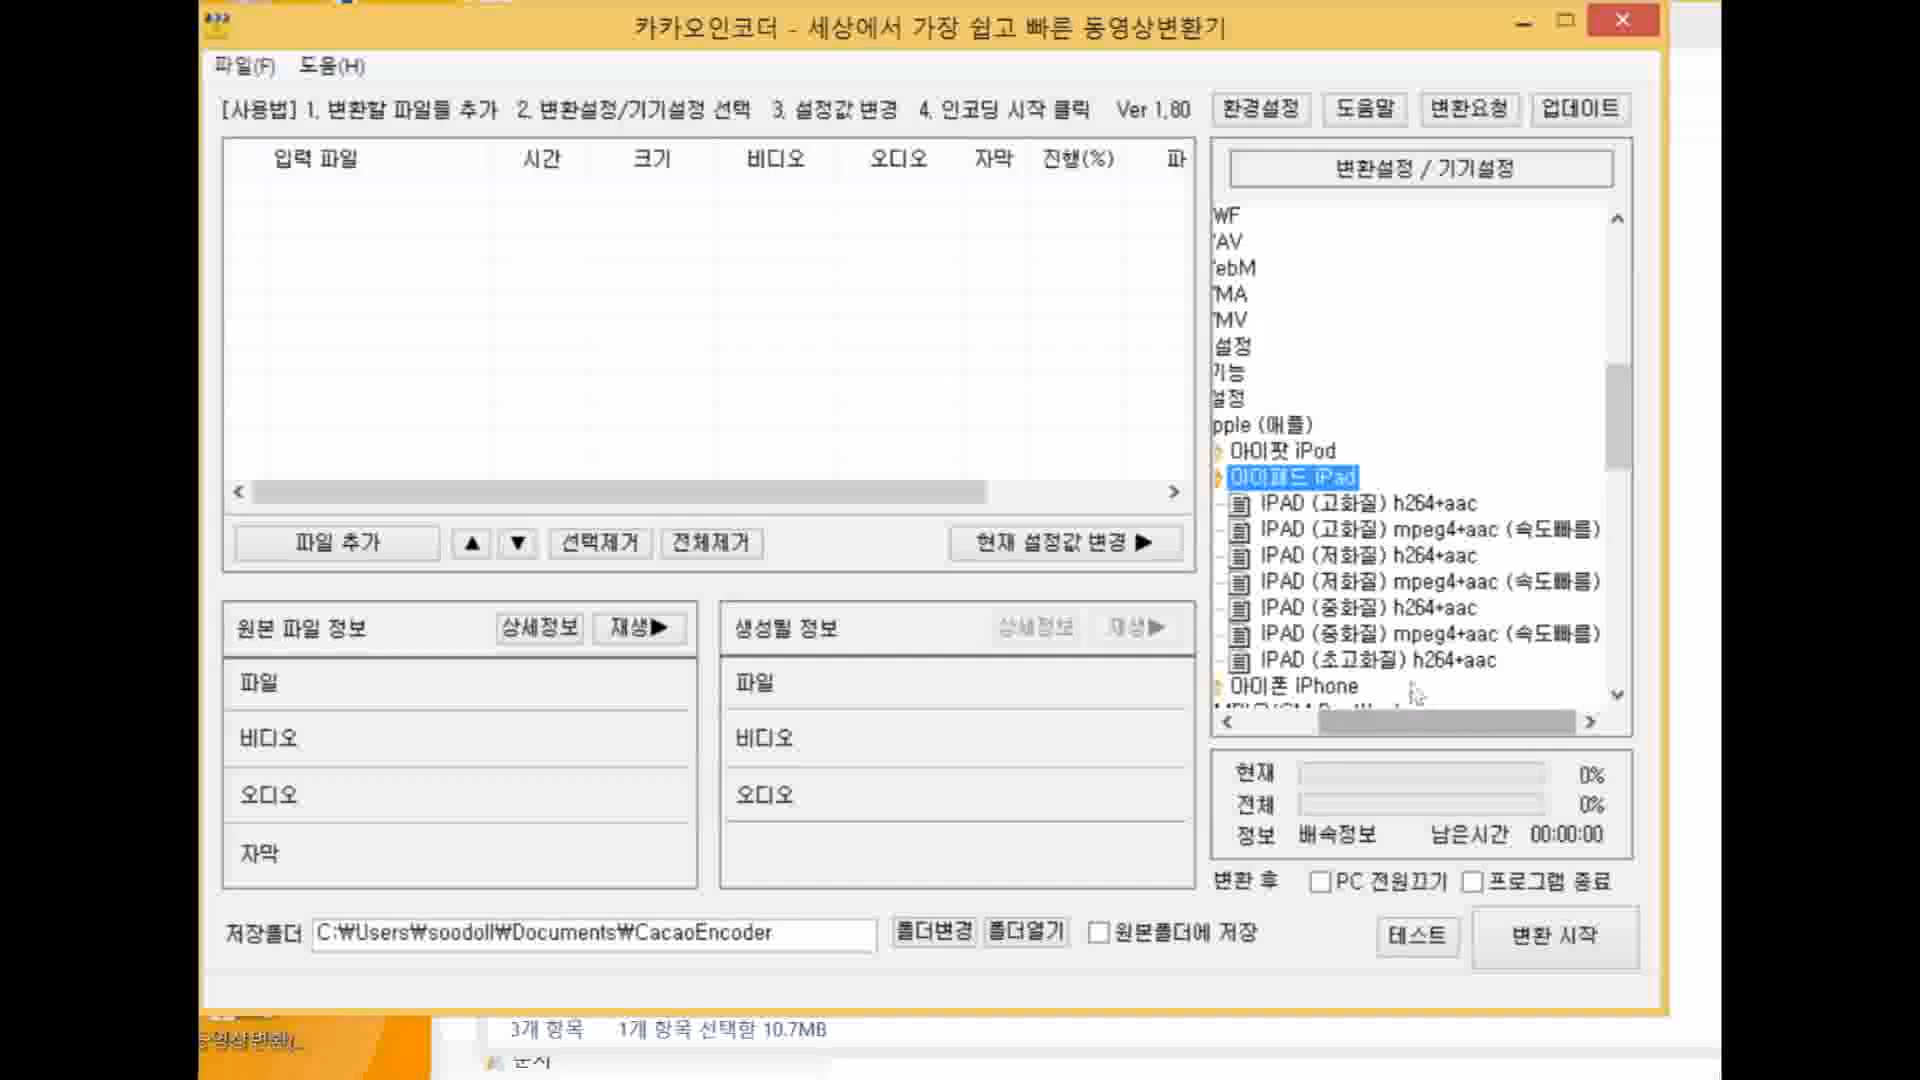 카카오인코더 - 세상에서 가장 쉽고 빠른 동영상변환기
파일(F) 도움(H)
[사용법] 1. 변환할 파일들 추가 2. 변환설정/기기설정 선택 3. 설정값 변경 4. 인코딩 시작 클릭 Ver 1.80
환경설정 도움말 변환요청 업데이트
입력 파일 시간 크기 비디오 오디오 자막 진행(%) 파
변환설정 / 기기설정
WF
'AV
'ebM
'MA
'MV
설정
기능
설정
pple (애플)
아이팟 iPod
아이패드 iPad
IPAD (고화질) h264+aac
IPAD (고화질) mpeg4+aac (속도빠름)
IPAD (저화질) h264+aac
IPAD (저화질) mpeg4+aac (속도빠름)
IPAD (중화질) h264+aac
IPAD (중화질) mpeg4+aac (속도빠름)
IPAD (초고화질) h264+aac
아이폰 iPhone
파일 추가 ▲ ▼ 선택제거 전체제거 현재 설정값 변경 ▶
원본 파일 정보 상세정보 재생▶
파일
비디오
오디오
자막
생성될 정보 상세정보 재생▶
파일
비디오
오디오
현재 0%
전체 0%
정보 배속정보 남은시간 00:00:00
변환 후 PC 전원끄기 프로그램 종료
저장폴더 C:₩Users₩soodoll₩Documents₩CacaoEncoder 폴더변경 폴더열기 원본폴더에 저장 테스트 변환 시작
3개 항목 1개 항목 선택함 10.7MB
문서